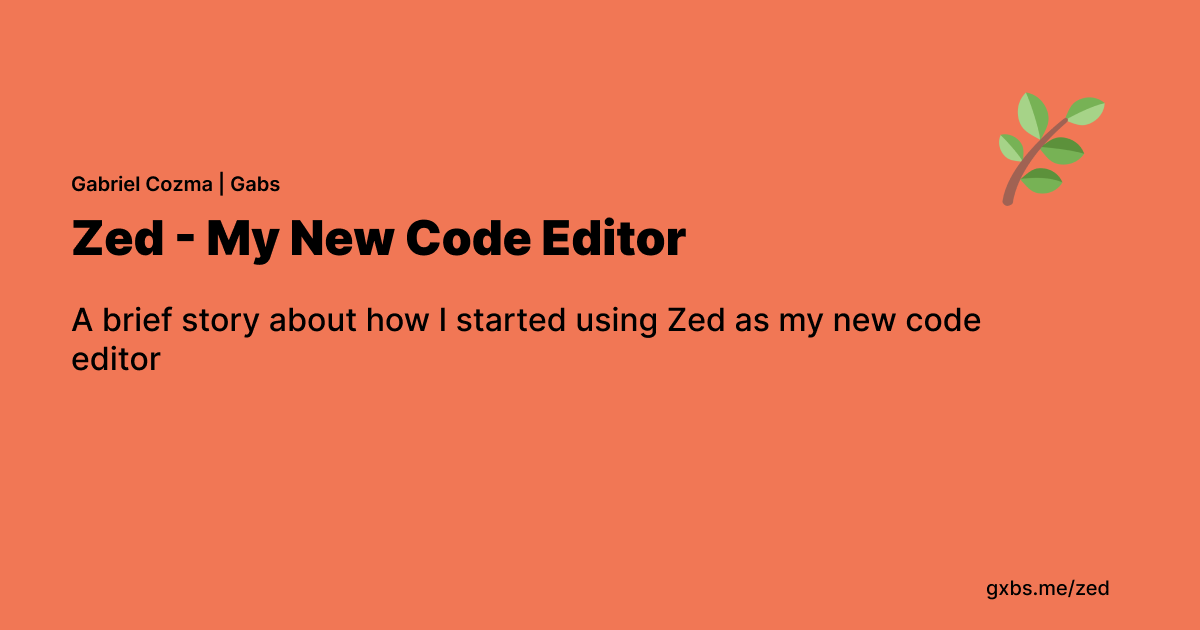 Gabriel Cozma | Gabs
Zed - My New Code Editor
A brief story about how I started using Zed as my new code
editor
gxbs.me/zed